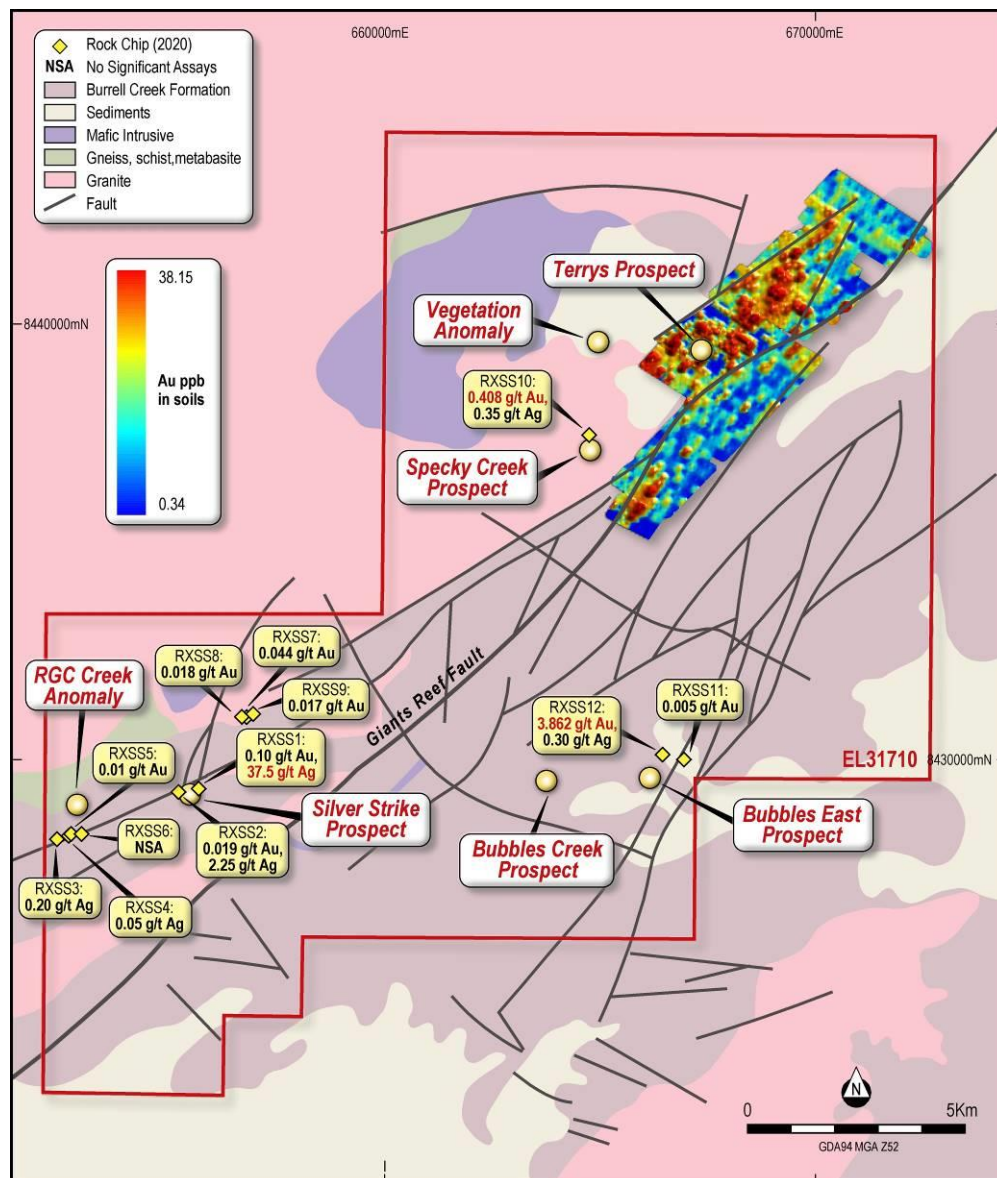 660000mE
670000mE
Rock Chip (2020)
NSA No Significant Assays
Burrell Creek Formation
Sediments
Mafic Intrusive
Gneiss, schist,metabasite
Granite
Fault
38.15
Au ppb
in soils
0.34
8440000mN
Terrys Prospect
Vegetation
Anomaly
RXSS10:
0.408 g/t Au,
0.35 g/t Ag
Specky Creek
Prospect
RXSS7:
0.044 g/t Au
RXSS8:
0.018 g/t Au
RXSS9:
0.017 g/t Au
RGC Creek
Anomaly
Giants Reef Fault
RXSS1:
0.10 g/t Au,
37.5 g/t Ag
RXSS5:
0.01 g/t Au
RXSS12:
3.862 g/t Au,
0.30 g/t Ag
RXSS11:
0.005 g/t Au
EL31710
8430000mN
Silver Strike
Prospect
Bubbles East
Prospect
Bubbles Creek
Prospect
RXSS6:
NSA
RXSS2:
0.019 g/t Au,
2.25 g/t Ag
RXSS3:
0.20 g/t Ag
RXSS4:
0.05 g/t Ag
N
0
5Km
GDA94 MGA Z52